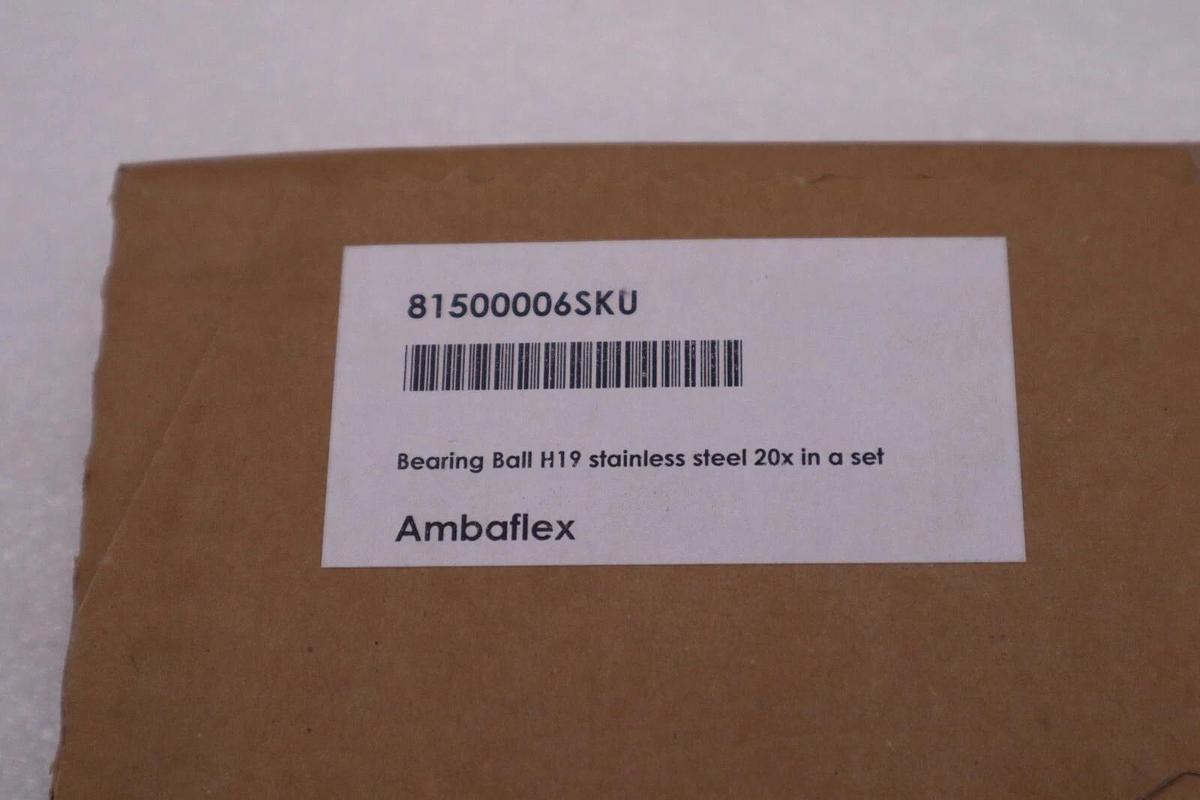 81500006SKU
Bearing Ball H19 stainless steel 20x in a set
Ambaflex